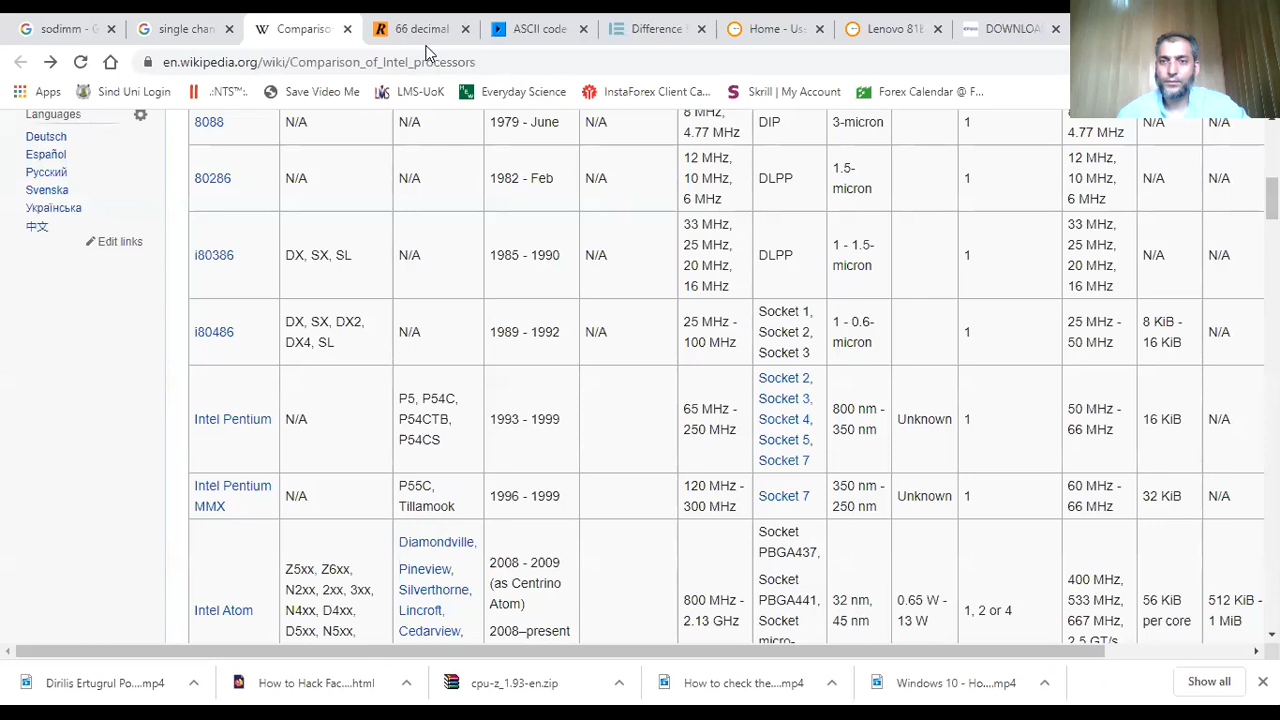 sodimm - G
single chan
Compariso
66 decimal
ASCII code
Difference
Home - Us
Lenovo 81
DOWNLOA
en.wikipedia.org/wiki/Comparison_of_Intel_processors
Apps
Sind Uni Login
.:NTS™:.
Save Video Me
LMS-UoK
Everyday Science
InstaForex Client Ca...
Skrill | My Account
Forex Calendar @ F...
Languages
Deutsch
Español
Русский
Svenska
Українська
中文
Edit links
8088 N/A N/A 1979 - June N/A 8 MHz, DIP 3-micron 1 N/A N/A
4.77 MHz 4.77 MHz
80286 N/A N/A 1982 - Feb N/A 12 MHz, DLPP 1.5- 1 12 MHz, N/A N/A
10 MHz, micron 10 MHz,
6 MHz 6 MHz
i80386 DX, SX, SL N/A 1985 - 1990 N/A 33 MHz, DLPP 1 - 1.5- 1 33 MHz, N/A N/A
25 MHz, micron 25 MHz,
20 MHz, 20 MHz,
16 MHz 16 MHz
i80486 DX, SX, DX2, N/A 1989 - 1992 N/A 25 MHz - Socket 1, 1 - 0.6- 1 25 MHz - 8 KiB - N/A
DX4, SL 100 MHz Socket 2, micron 50 MHz 16 KiB
Socket 3
Intel Pentium N/A P5, P54C, 1993 - 1999 65 MHz - Socket 2, 800 nm - Unknown 1 50 MHz - 16 KiB N/A
P54CTB, 250 MHz Socket 3, 350 nm 66 MHz
P54CS Socket 4,
Socket 5,
Socket 7
Intel Pentium N/A P55C, 1996 - 1999 120 MHz - Socket 7 350 nm - Unknown 1 60 MHz - 32 KiB N/A
MMX Tillamook 300 MHz 250 nm 66 MHz
Intel Atom Z5xx, Z6xx, Diamondville, 2008 - 2009 800 MHz - Socket 32 nm, 0.65 W - 1, 2 or 4 400 MHz, 56 KiB 512 KiB -
N2xx, 2xx, 3xx, Pineview, (as Centrino 2.13 GHz PBGA437, 45 nm 13 W 533 MHz, per core 1 MiB
N4xx, D4xx, Silverthorne, Atom) Socket 667 MHz,
D5xx, N5xx, Lincroft, 2008–present PBGA441, 2.5 GT/s
Cedarview, Socket
micro-
Dirilis Ertugrul Po....mp4
How to Hack Fac....html
cpu-z_1.93-en.zip
How to check the....mp4
Windows 10 - Ho....mp4
Show all